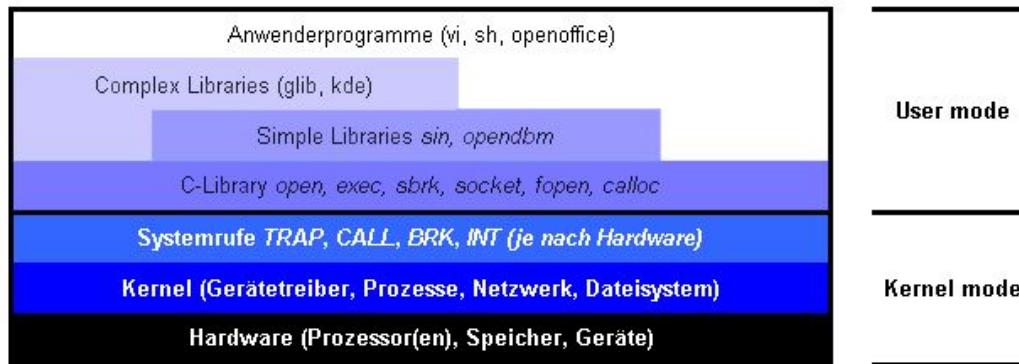 Anwenderprogramme (vi, sh, openoffice)
Complex Libraries (glib, kde)
Simple Libraries sin, opendbm
C-Library open, exec, sbrk, socket, fopen, calloc
User mode
Systemrufe TRAP, CALL, BRK, INT (je nach Hardware)
Kernel (Gerätetreiber, Prozesse, Netzwerk, Dateisystem)
Hardware (Prozessor(en), Speicher, Geräte)
Kernel mode